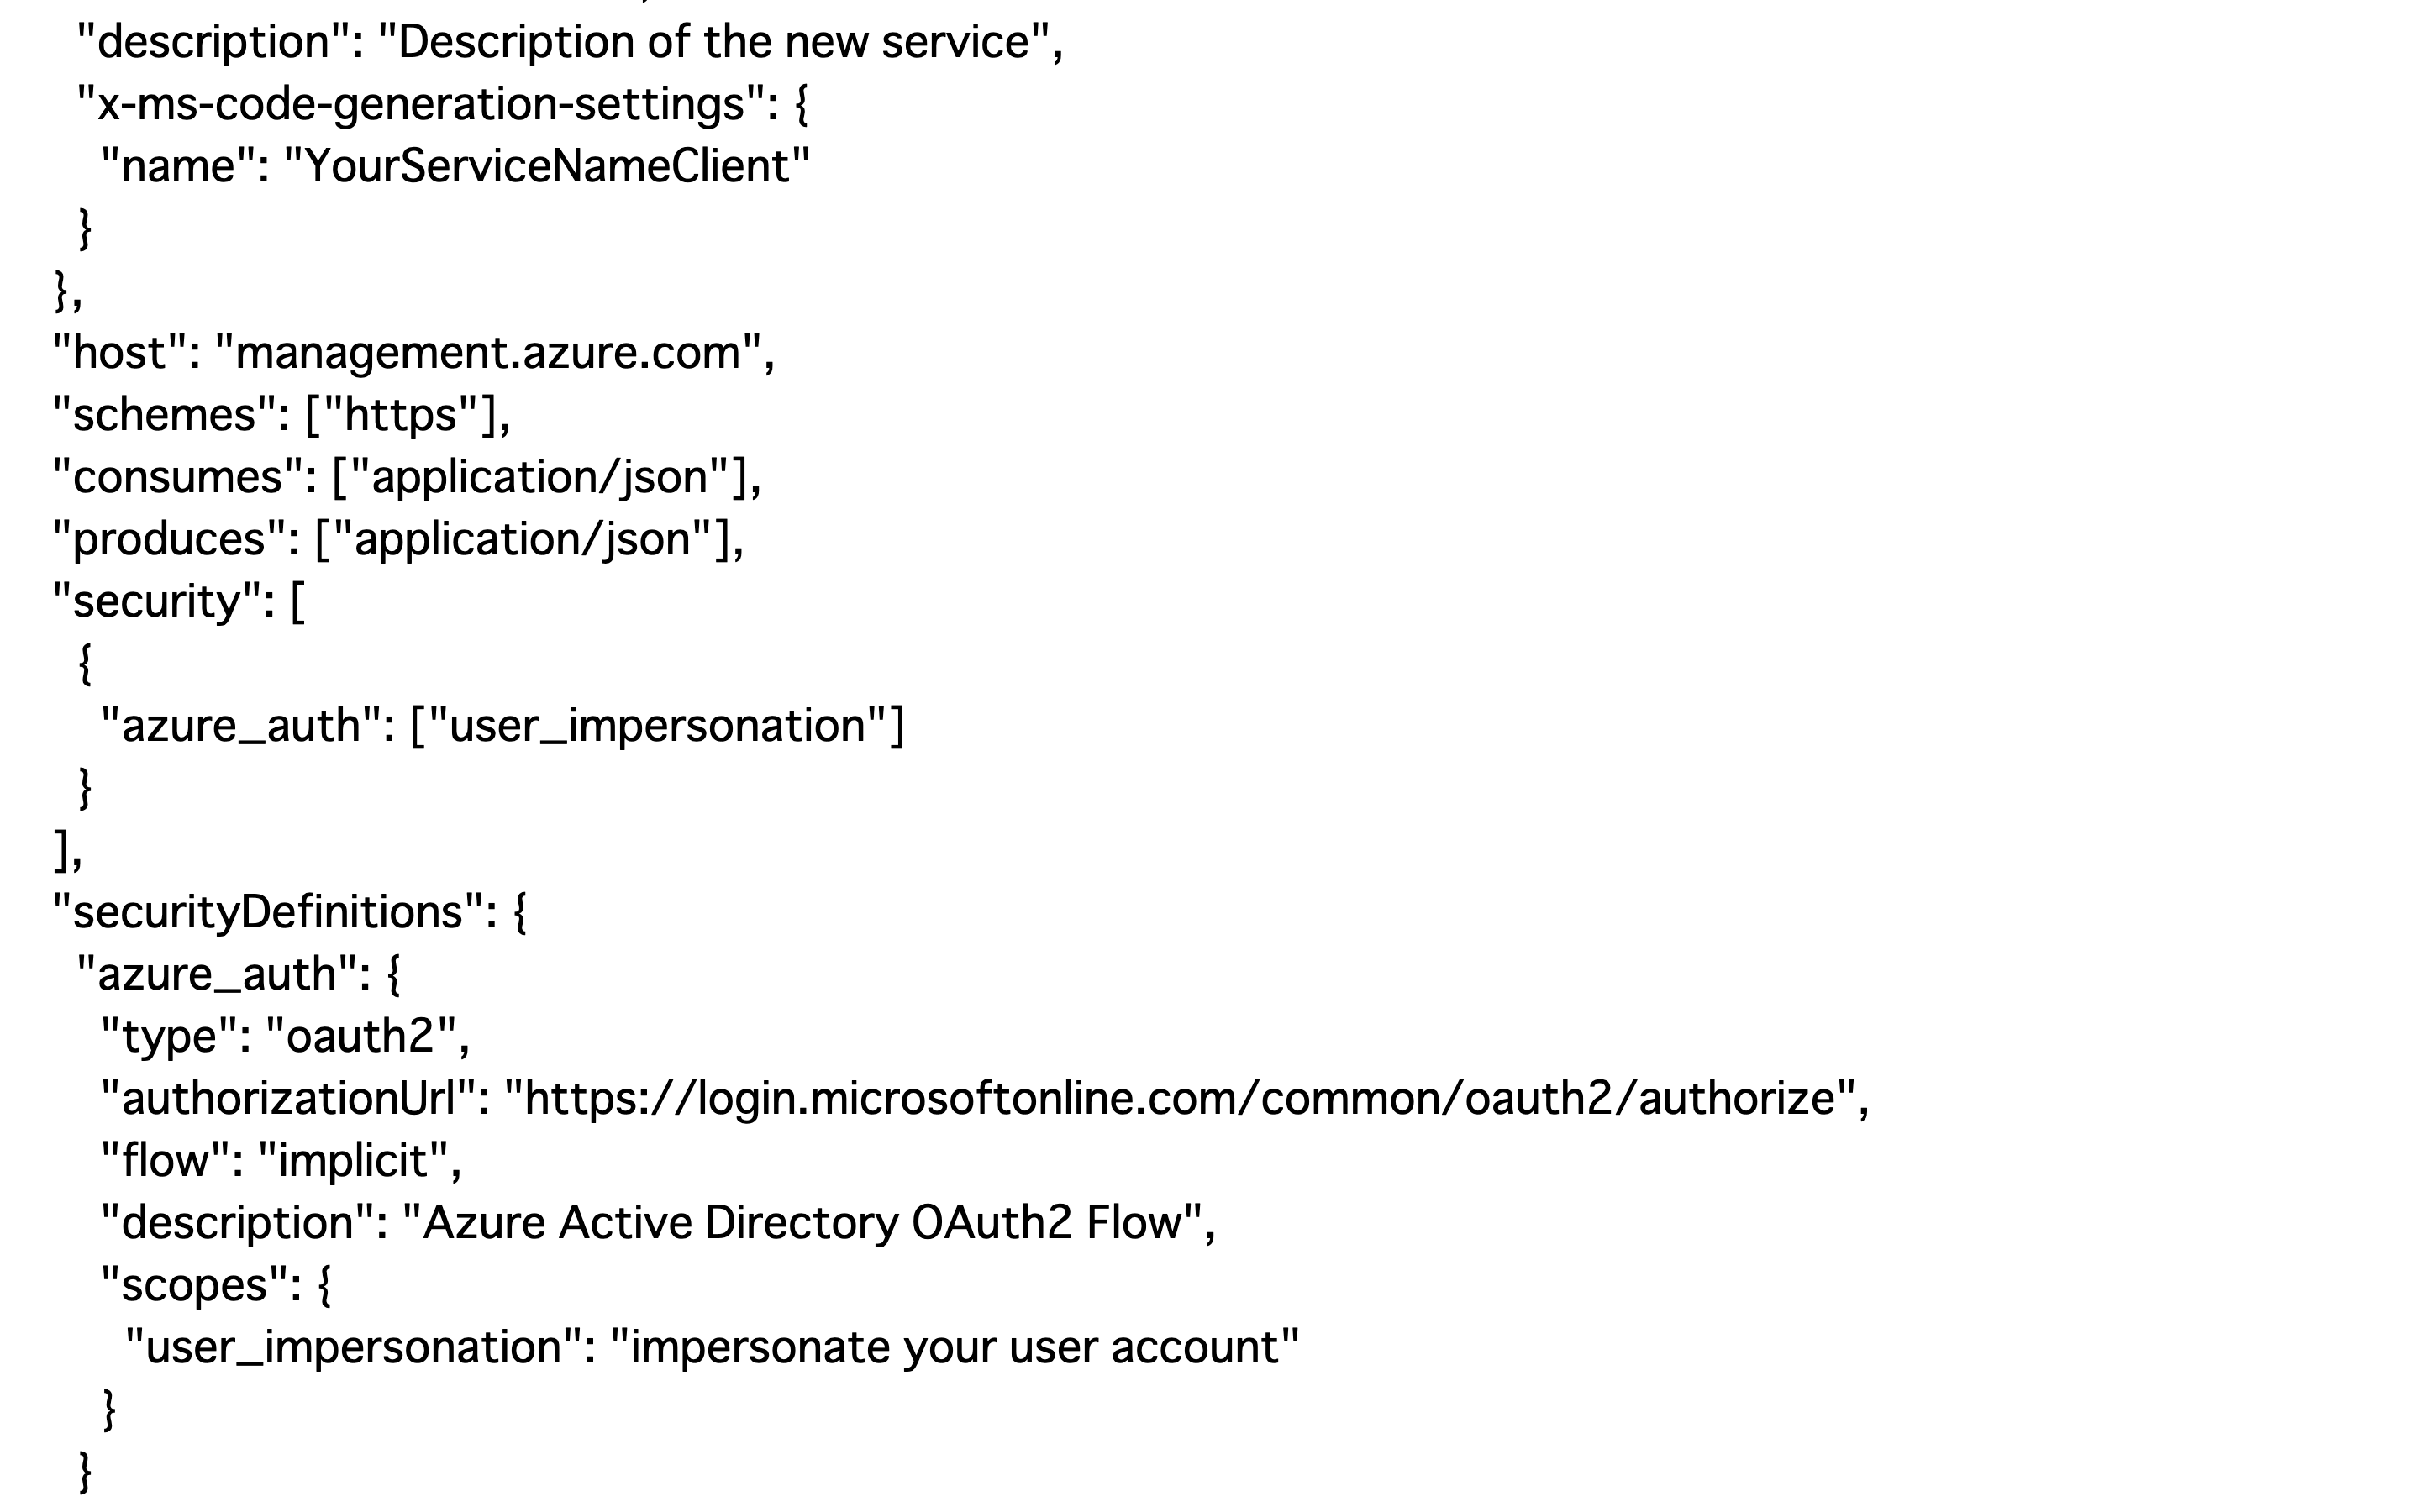 "description": "Description of the new service",
"x-ms-code-generation-settings": {
"name": "YourServiceNameClient"
}
},
"host": "management.azure.com",
"schemes": ["https"],
"consumes": ["application/json"],
"produces": ["application/json"],
"security": [
{
"azure_auth": ["user_impersonation"]
}
],
"securityDefinitions": {
"azure_auth": {
"type": "oauth2",
"authorizationUrl": "https://login.microsoftonline.com/common/oauth2/authorize",
"flow": "implicit",
"description": "Azure Active Directory OAuth2 Flow",
"scopes": {
"user_impersonation": "impersonate your user account"
}
}